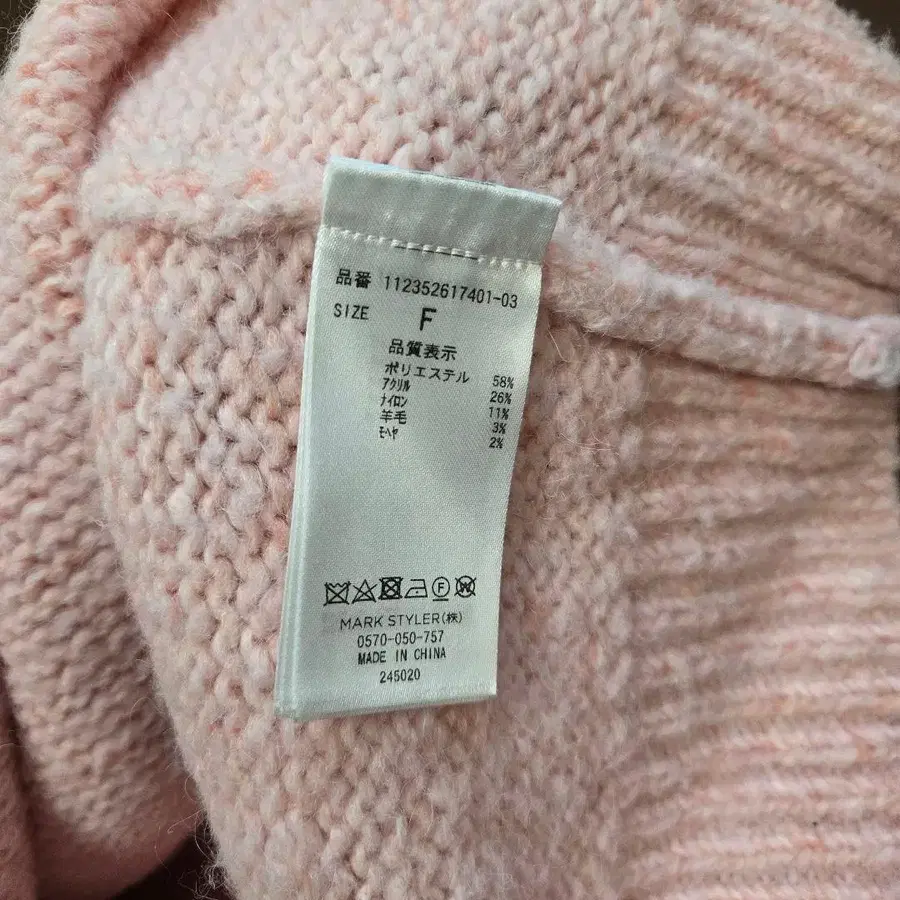 品番 112352617401-03
SIZE F
品質表示
ポリエステル 58%
アクリル 26%
ナイロン 11%
羊毛 3%
モヘヤ 2%
F W
MARK STYLER(株)
0570-050-757
MADE IN CHINA
245020